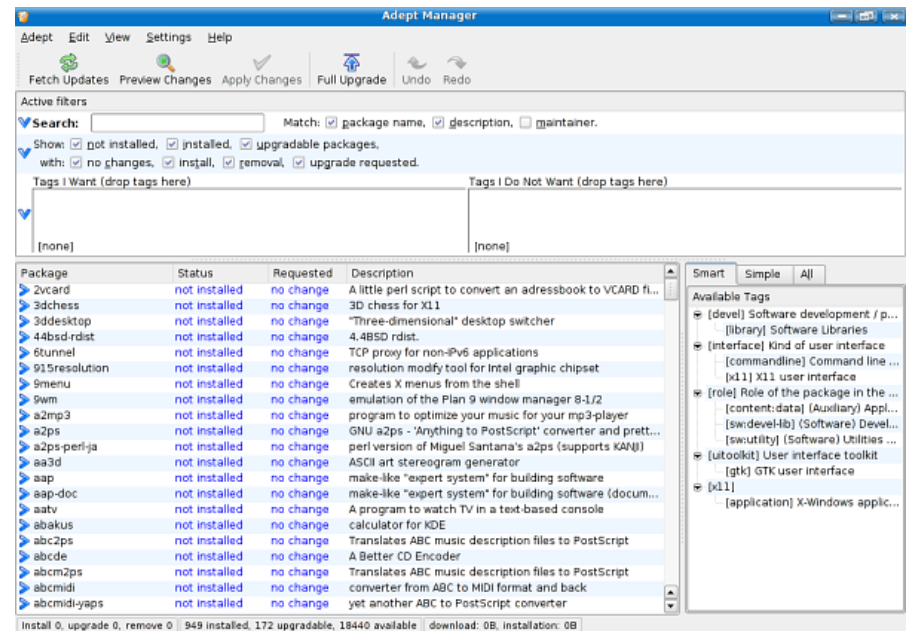 Adept Manager
Adept Edit View Settings Help
Fetch Updates Preview Changes Apply Changes Full Upgrade Undo Redo
Active filters
Search: Match: package name, description, maintainer.
Show: not installed, installed, upgradable packages,
with: no changes, install, removal, upgrade requested.
Tags I Want (drop tags here) Tags I Do Not Want (drop tags here)
[none] [none]
Package Status Requested Description
2vcard not installed no change A little perl script to convert an adressbook to VCARD fi...
3dchess not installed no change 3D chess for X11
3ddesktop not installed no change "Three-dimensional" desktop switcher
44bsd-rdist not installed no change 4.4BSD rdist.
6tunnel not installed no change TCP proxy for non-IPv6 applications
915resolution not installed no change resolution modify tool for Intel graphic chipset
9menu not installed no change Creates X menus from the shell
9wm not installed no change emulation of the Plan 9 window manager 8-1/2
a2mp3 not installed no change program to optimize your music for your mp3-player
a2ps not installed no change GNU a2ps - 'Anything to PostScript' converter and prett...
a2ps-perl-ja not installed no change perl version of Miguel Santana's a2ps (supports KANJI)
aa3d not installed no change ASCII art stereogram generator
aap not installed no change make-like "expert system" for building software
aap-doc not installed no change make-like "expert system" for building software (docum...
aatv not installed no change A program to watch TV in a text-based console
abakus not installed no change calculator for KDE
abc2ps not installed no change Translates ABC music description files to PostScript
abcde not installed no change A Better CD Encoder
abcm2ps not installed no change Translates ABC music description files to PostScript
abcmidi not installed no change converter from ABC to MIDI format and back
abcmidi-yaps not installed no change yet another ABC to PostScript converter
Smart Simple All
Available Tags
[devel] Software development / p...
[library] Software Libraries
[interface] Kind of user interface
[commandline] Command line ...
[x11] X11 user interface
[role] Role of the package in the ...
[content:data] (Auxiliary) Appl...
[sw:devel-lib] (Software) Devel...
[sw:utility] (Software) Utilities ...
[uitoolkit] User interface toolkit
[gtk] GTK user interface
[x11]
[application] X-Windows applic...
Install 0, upgrade 0, remove 0 949 installed, 172 upgradable, 18440 available download: 0B, installation: 0B